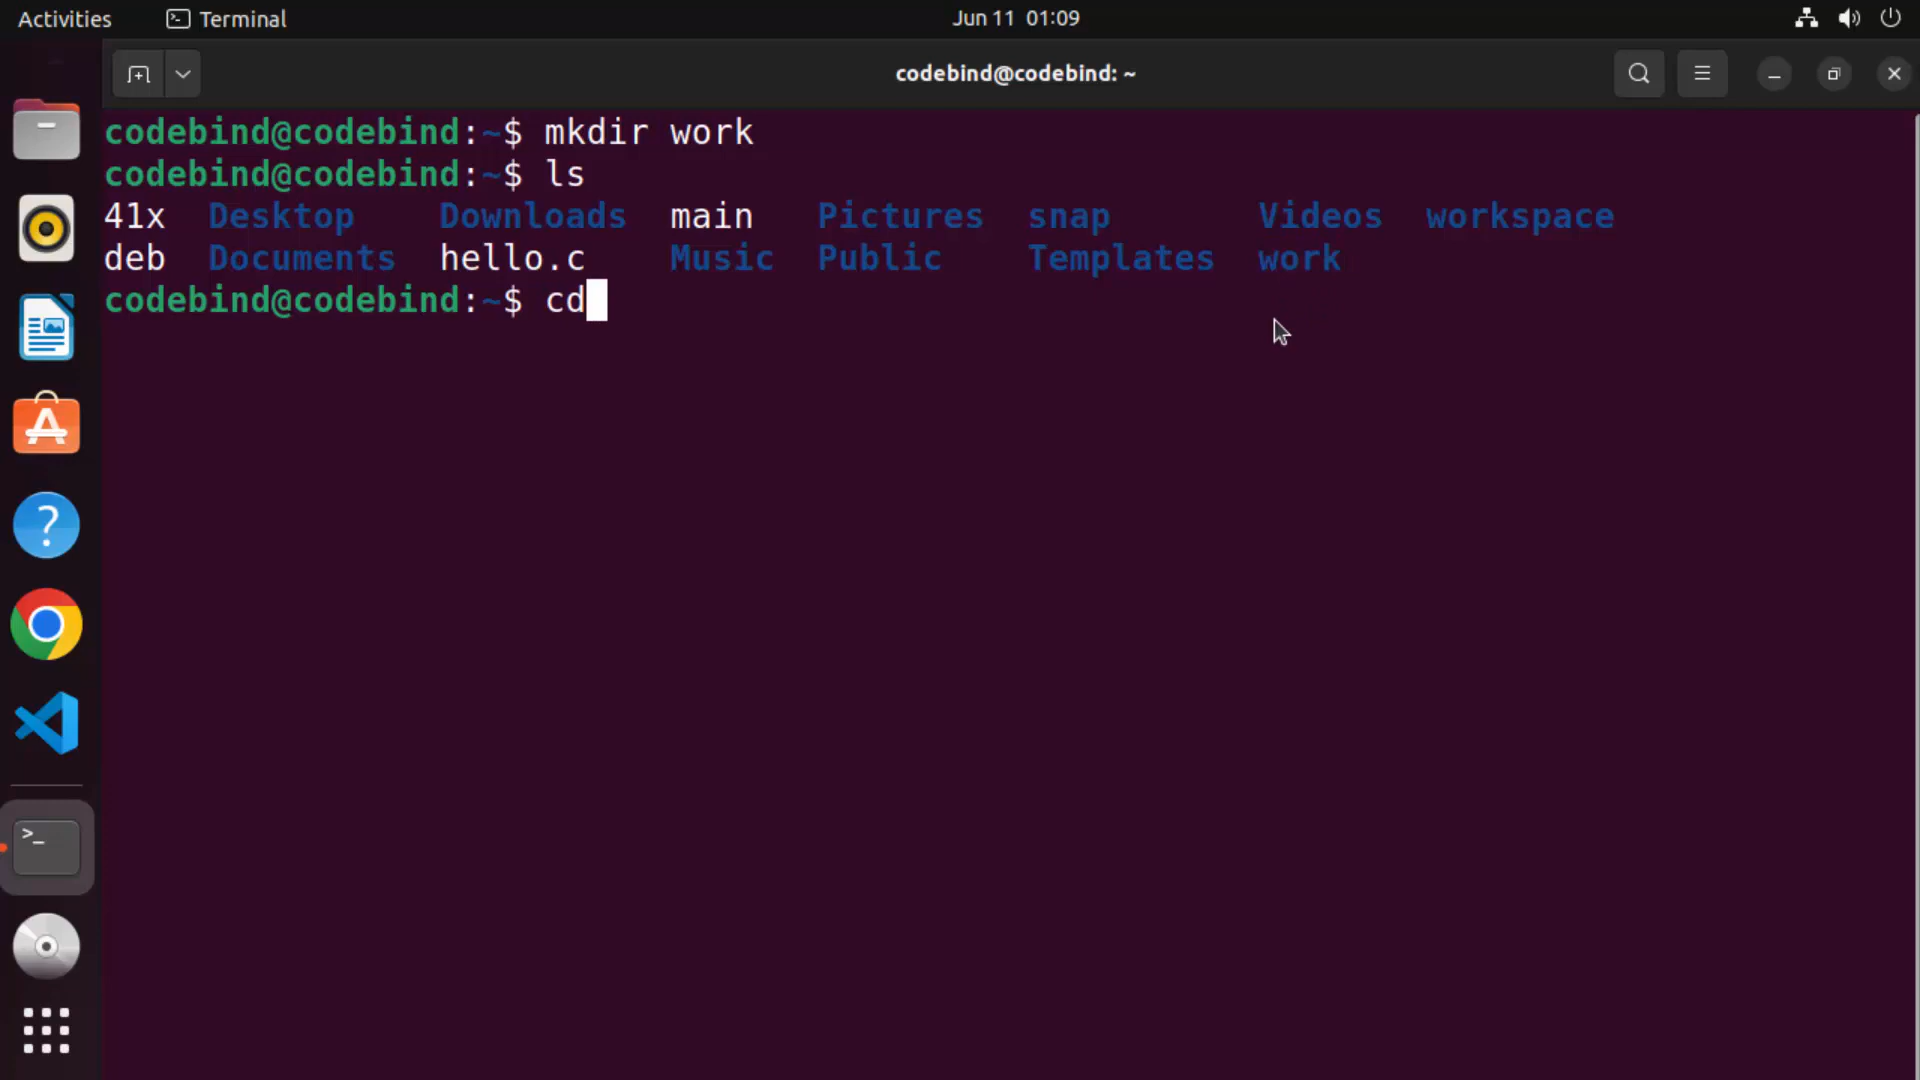 Activities Terminal Jun 11 01:09
codebind@codebind: ~
codebind@codebind:~$ mkdir work
codebind@codebind:~$ ls
41x Desktop Downloads main Pictures snap Videos workspace
deb Documents hello.c Music Public Templates work
codebind@codebind:~$ cd